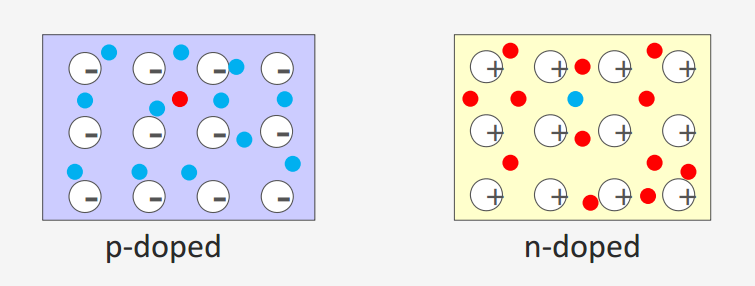 - - - -
+ + + +
- - - -
+ + + +
- - - -
+ + + +
p-doped
n-doped